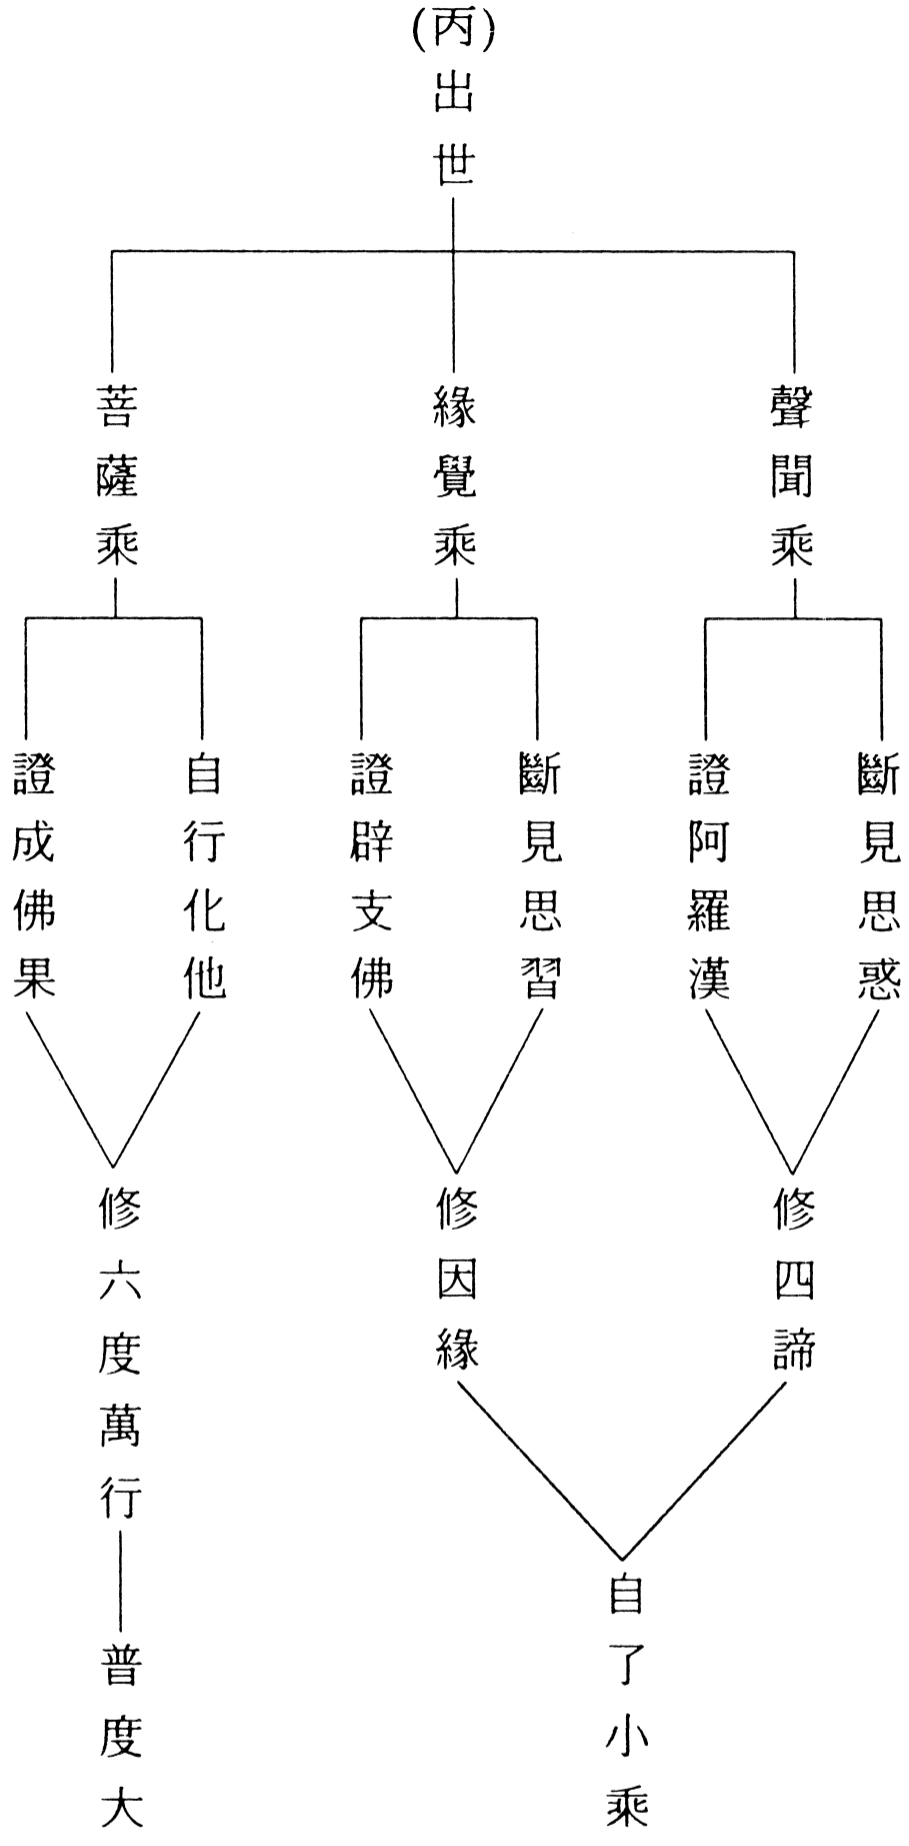 (丙)出世
聲聞乘
緣覺乘
菩薩乘
斷見思惑
證阿羅漢
斷見思習
證辟支佛
自行化他
證成佛果
修四諦
修因緣
修六度萬行
自了小乘
普度大